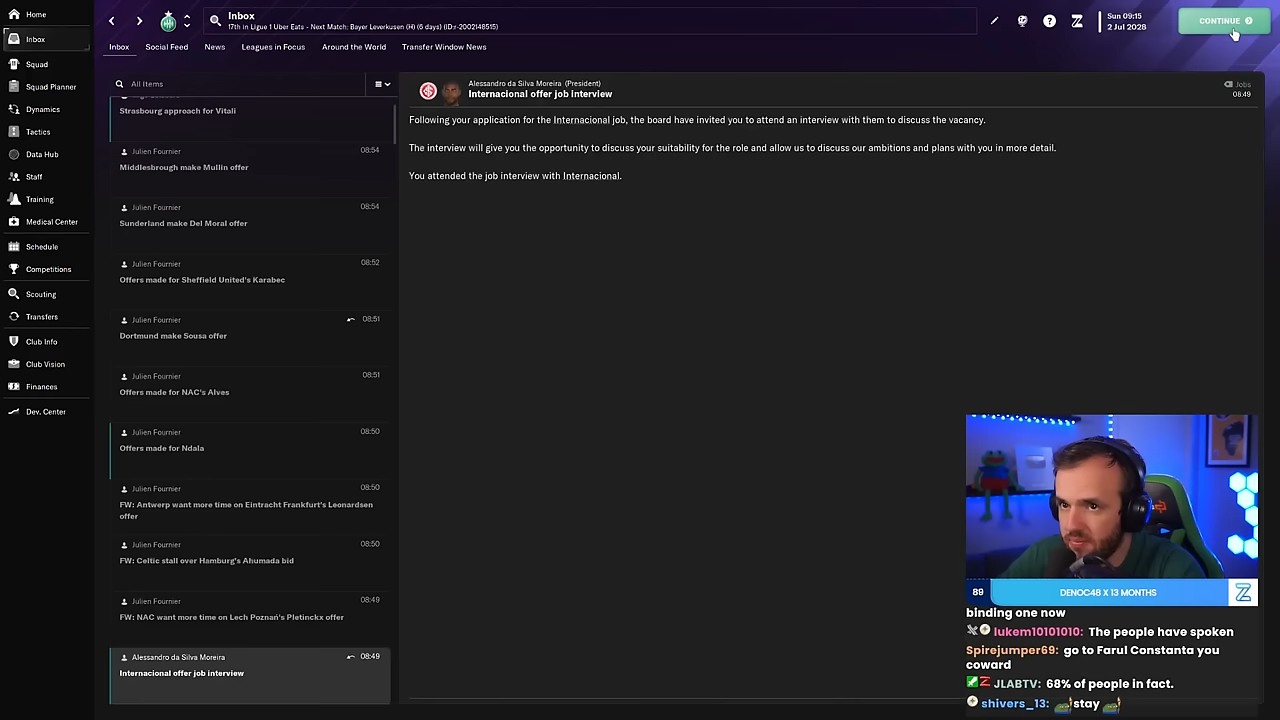 Home
Inbox
Squad
Squad Planner
Dynamics
Tactics
Data Hub
Staff
Training
Medical Center
Schedule
Competitions
Scouting
Transfers
Club Info
Club Vision
Finances
Dev. Center
Inbox
17th in Ligue 1 Uber Eats - Next Match: Bayer Leverkusen (H) (6 days) (ID:r-2002148515)
Sun 09:15
2 Jul 2028
CONTINUE
Inbox
Social Feed
News
Leagues in Focus
Around the World
Transfer Window News
All Items
Strasbourg approach for Vitali
Julien Fournier
08:54
Middlesbrough make Mullin offer
Julien Fournier
08:54
Sunderland make Del Moral offer
Julien Fournier
08:52
Offers made for Sheffield United's Karabec
Julien Fournier
08:51
Dortmund make Sousa offer
Julien Fournier
08:51
Offers made for NAC's Alves
Julien Fournier
08:50
Offers made for Ndala
Julien Fournier
08:50
FW: Antwerp want more time on Eintracht Frankfurt's Leonardsen
offer
Julien Fournier
08:50
FW: Celtic stall over Hamburg's Ahumada bid
Julien Fournier
08:49
FW: NAC want more time on Lech Poznań's Pletinckx offer
Alessandro da Silva Moreira
08:49
Internacional offer job interview
Alessandro da Silva Moreira (President)
Internacional offer job interview
Jobs
08:49
Following your application for the Internacional job, the board have invited you to attend an interview with them to discuss the vacancy.
The interview will give you the opportunity to discuss your suitability for the role and allow us to discuss our ambitions and plans with you in more detail.
You attended the job interview with Internacional.
89
DENOC48 X 13 MONTHS
Z
binding one now
lukem10101010: The people have spoken
Spirejumper69: go to Farul Constanta you
coward
JLABTV: 68% of people in fact.
shivers_13: stay